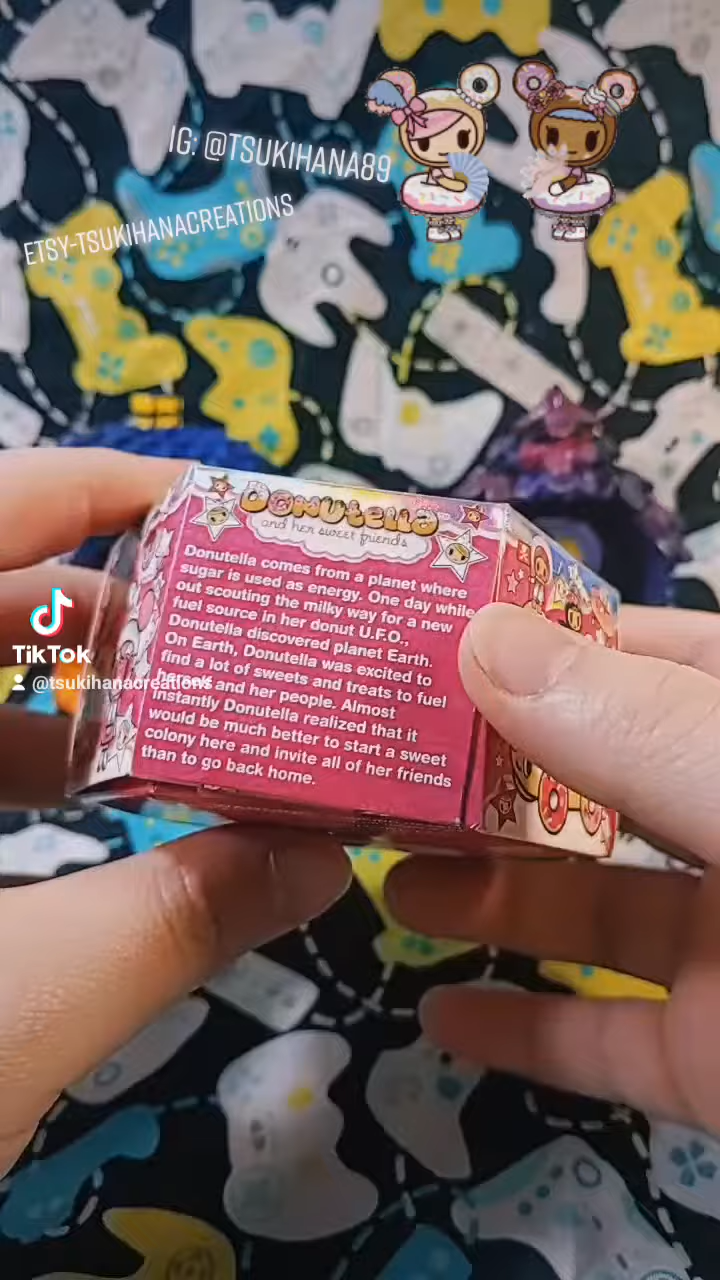 IG: @TSUKIHANA89
ETSY-TSUKIHANACREATIONS
Donutella
and her sweet friends
Donutella comes from a planet where
sugar is used as energy. One day while
out scouting the milky way for a new
fuel source in her donut U.F.O.,
Donutella discovered planet Earth.
On Earth, Donutella was excited to
find a lot of sweets and treats to fuel
herself and her people. Almost
instantly Donutella realized that it
would be much better to start a sweet
colony here and invite all of her friends
than to go back home.
TikTok
@tsukihanacreations